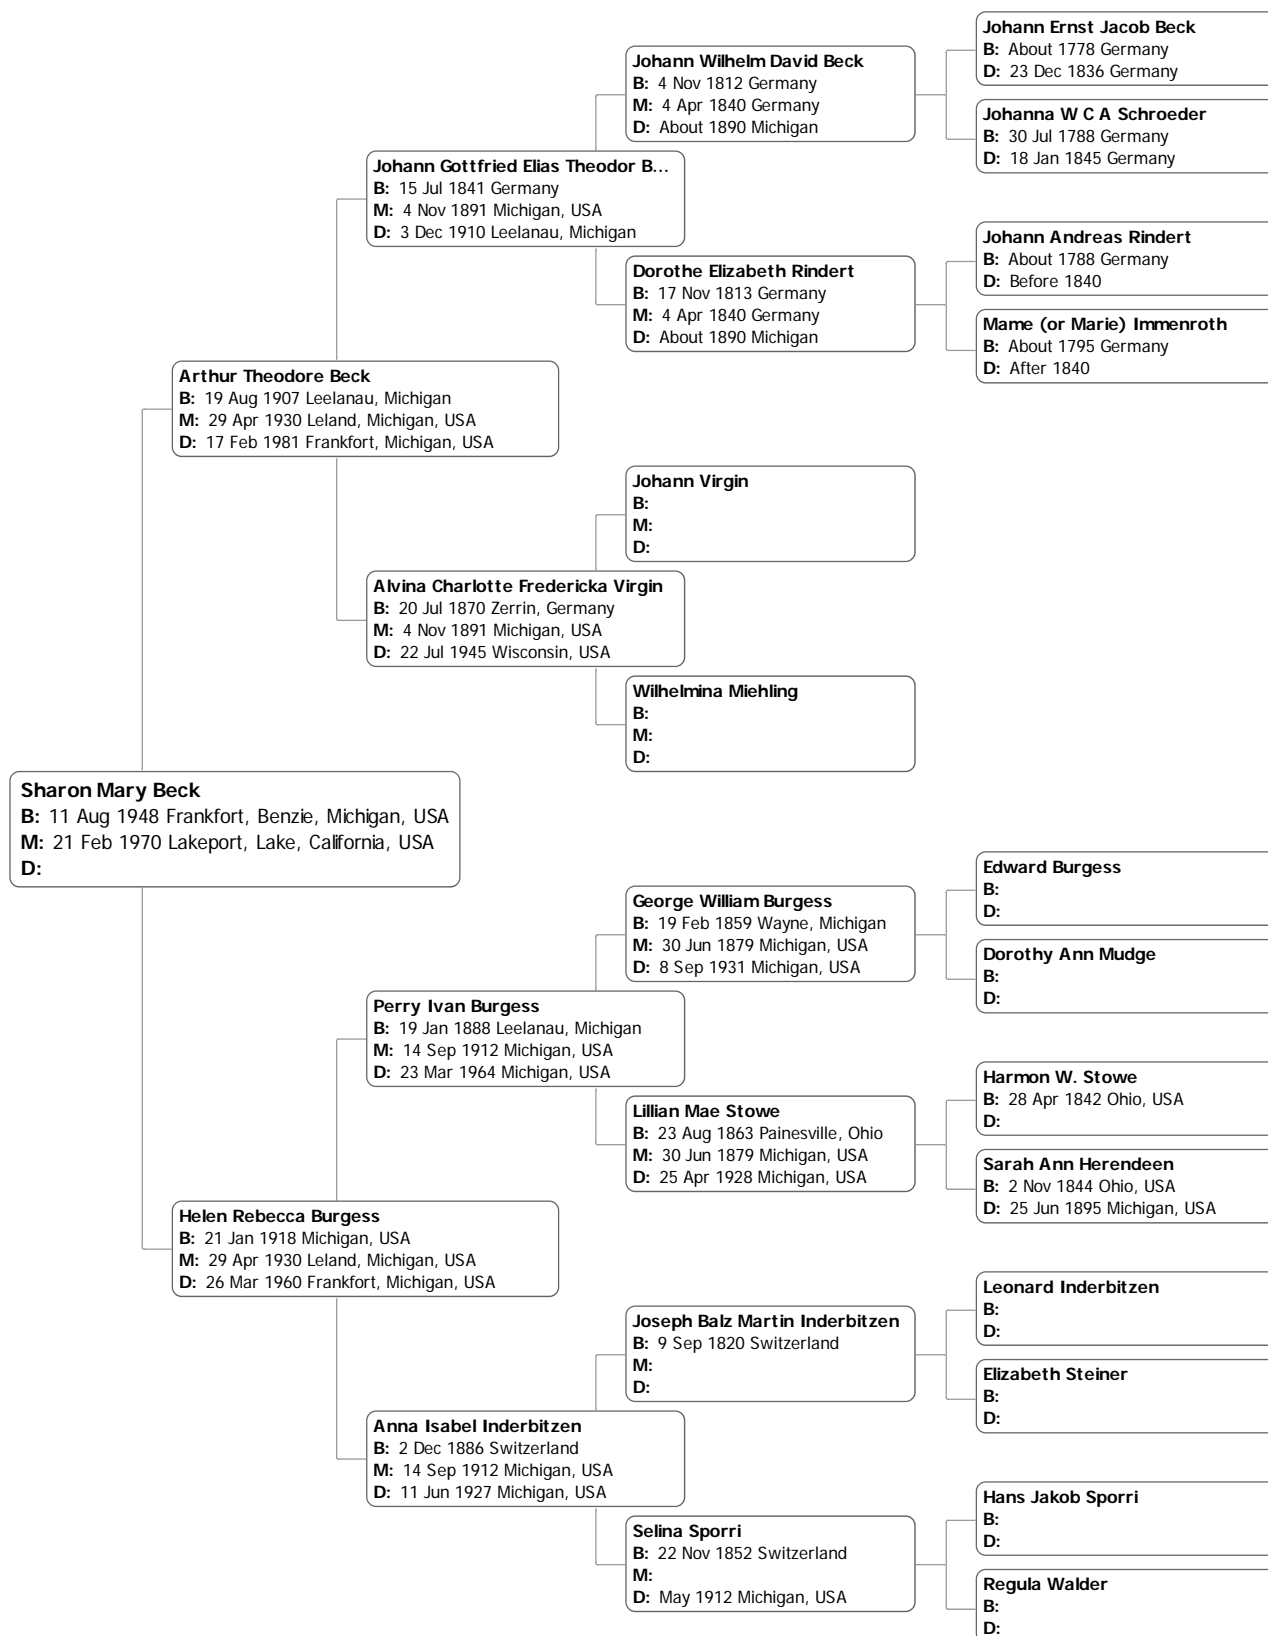 Johann Ernst Jacob Beck
B: About 1778 Germany
D: 23 Dec 1836 Germany
Johann Wilhelm David Beck
B: 4 Nov 1812 Germany
M: 4 Apr 1840 Germany
D: About 1890 Michigan
Johanna W C A Schroeder
B: 30 Jul 1788 Germany
D: 18 Jan 1845 Germany
Johann Gottfried Elias Theodor B...
B: 15 Jul 1841 Germany
M: 4 Nov 1891 Michigan, USA
D: 3 Dec 1910 Leelanau, Michigan
Johann Andreas Rindert
B: About 1788 Germany
D: Before 1840
Dorothe Elizabeth Rindert
B: 17 Nov 1813 Germany
M: 4 Apr 1840 Germany
D: About 1890 Michigan
Mame (or Marie) Immenroth
B: About 1795 Germany
D: After 1840
Arthur Theodore Beck
B: 19 Aug 1907 Leelanau, Michigan
M: 29 Apr 1930 Leland, Michigan, USA
D: 17 Feb 1981 Frankfort, Michigan, USA
Johann Virgin
B:
M:
D:
Alvina Charlotte Fredericka Virgin
B: 20 Jul 1870 Zerrin, Germany
M: 4 Nov 1891 Michigan, USA
D: 22 Jul 1945 Wisconsin, USA
Wilhelmina Miehling
B:
M:
D:
Sharon Mary Beck
B: 11 Aug 1948 Frankfort, Benzie, Michigan, USA
M: 21 Feb 1970 Lakeport, Lake, California, USA
D:
Edward Burgess
B:
D:
George William Burgess
B: 19 Feb 1859 Wayne, Michigan
M: 30 Jun 1879 Michigan, USA
D: 8 Sep 1931 Michigan, USA
Dorothy Ann Mudge
B:
D:
Perry Ivan Burgess
B: 19 Jan 1888 Leelanau, Michigan
M: 14 Sep 1912 Michigan, USA
D: 23 Mar 1964 Michigan, USA
Harmon W. Stowe
B: 28 Apr 1842 Ohio, USA
D:
Lillian Mae Stowe
B: 23 Aug 1863 Painesville, Ohio
M: 30 Jun 1879 Michigan, USA
D: 25 Apr 1928 Michigan, USA
Sarah Ann Herendeen
B: 2 Nov 1844 Ohio, USA
D: 25 Jun 1895 Michigan, USA
Helen Rebecca Burgess
B: 21 Jan 1918 Michigan, USA
M: 29 Apr 1930 Leland, Michigan, USA
D: 26 Mar 1960 Frankfort, Michigan, USA
Leonard Inderbitzen
B:
D:
Joseph Balz Martin Inderbitzen
B: 9 Sep 1820 Switzerland
M:
D:
Elizabeth Steiner
B:
D:
Anna Isabel Inderbitzen
B: 2 Dec 1886 Switzerland
M: 14 Sep 1912 Michigan, USA
D: 11 Jun 1927 Michigan, USA
Hans Jakob Sporri
B:
D:
Selina Sporri
B: 22 Nov 1852 Switzerland
M:
D: May 1912 Michigan, USA
Regula Walder
B:
D: